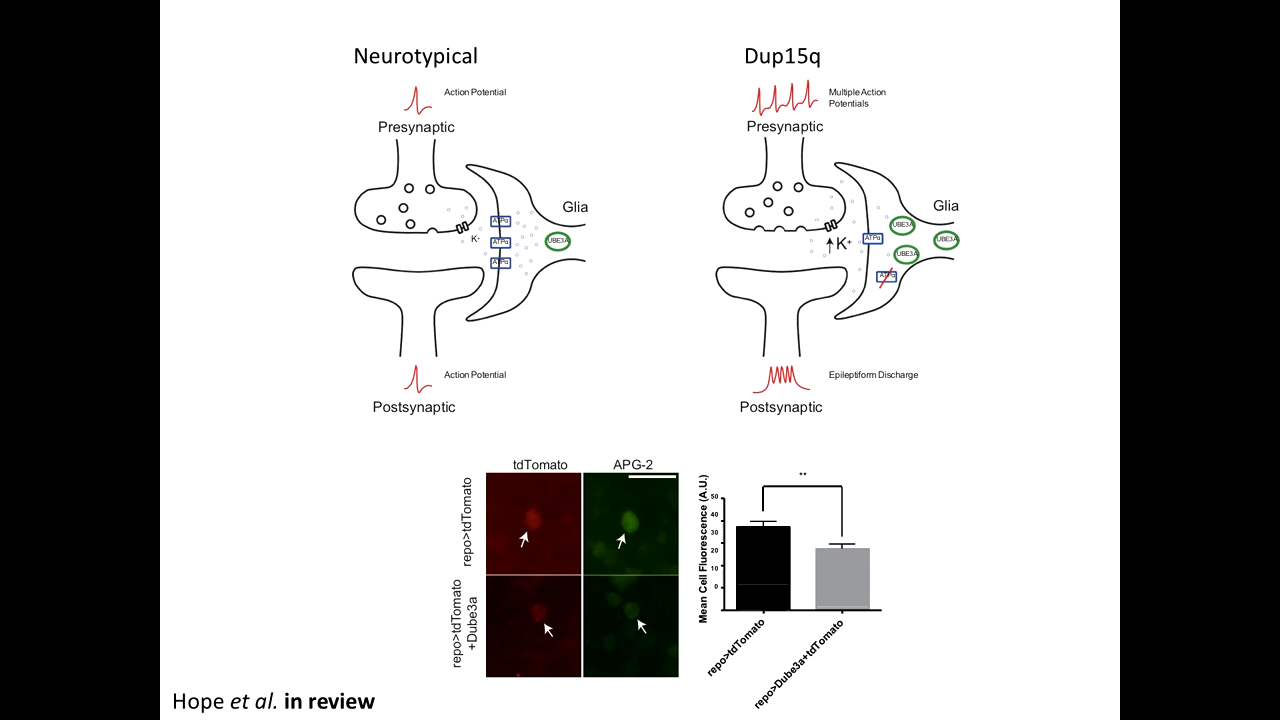 Neurotypical
Action Potential
Presynaptic
Glia
ATPα
ATPα
ATPα
UBE3A
K+
Action Potential
Postsynaptic
Dup15q
Multiple Action
Potentials
Presynaptic
Glia
UBE3A
UBE3A
UBE3A
ATPα
ATPα
↑K+
Epileptiform Discharge
Postsynaptic
tdTomato
APG-2
repo>tdTomato
repo>tdTomato
+Dube3a
Mean Cell Fluorescence (A.U.)
50
40
30
20
10
0
**
repo>tdTomato
repo>Dube3a+tdTomato
Hope et al. in review